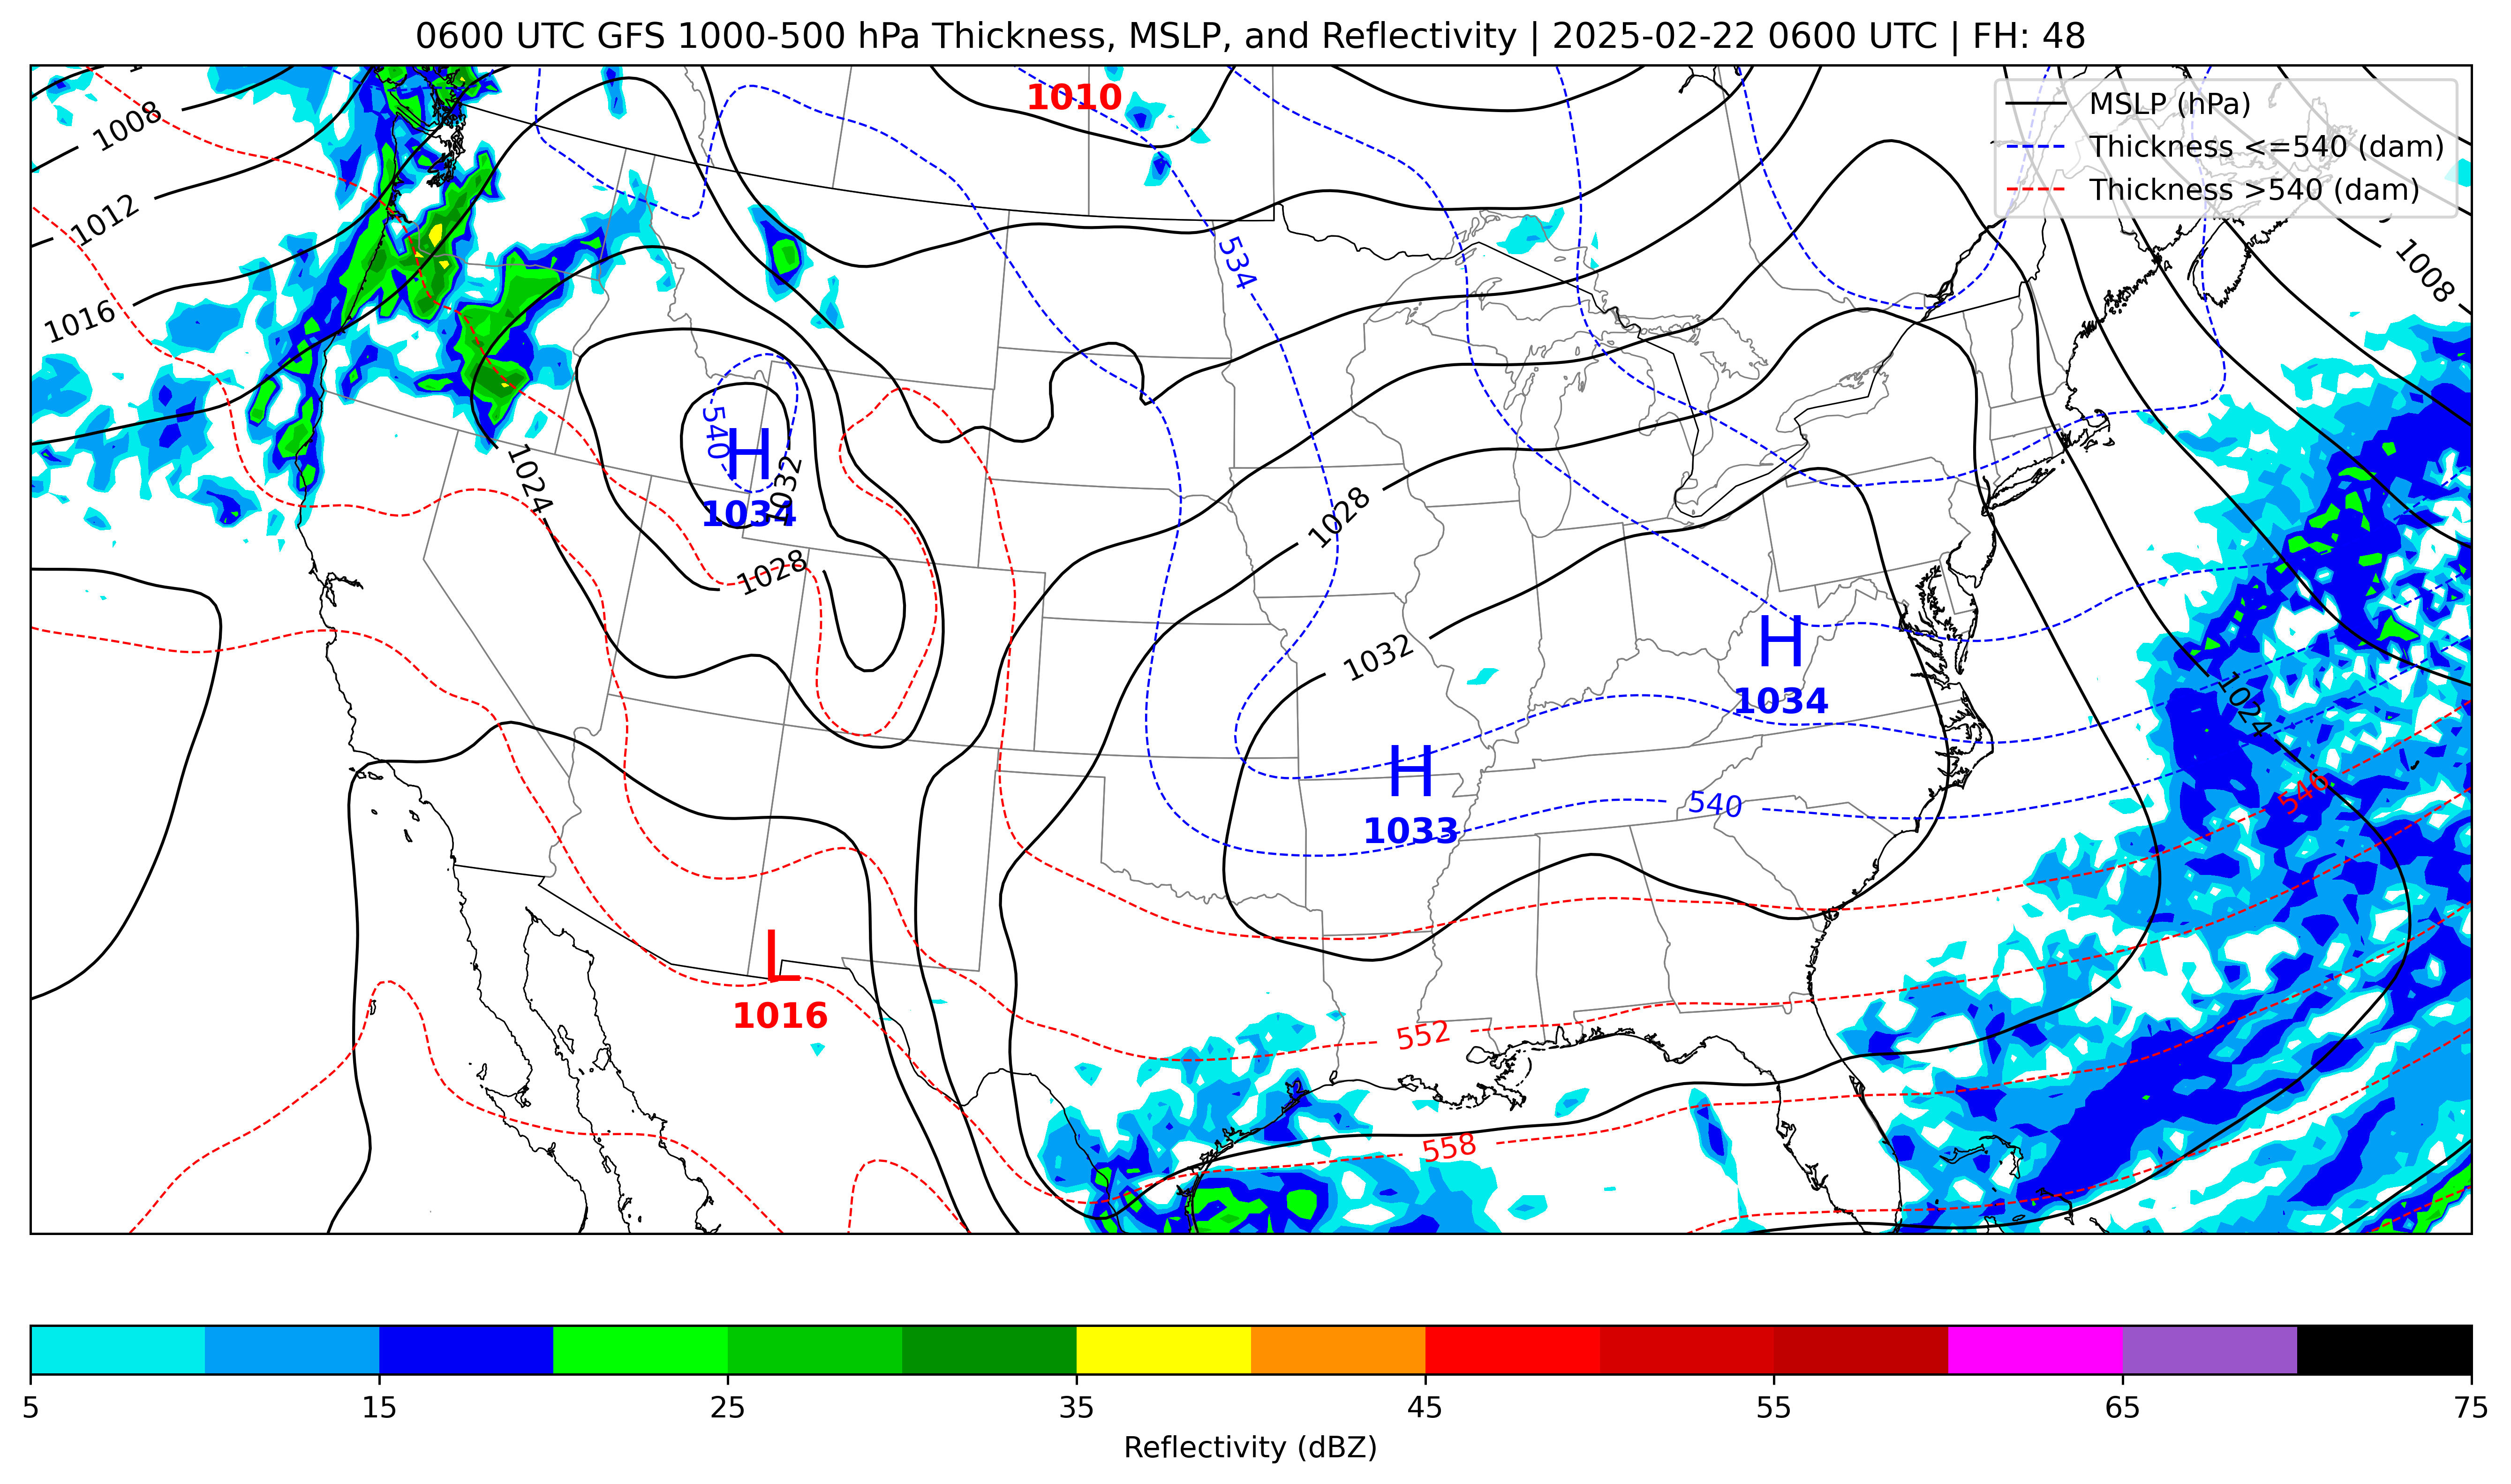 0600 UTC GFS 1000-500 hPa Thickness, MSLP, and Reflectivity | 2025-02-22 0600 UTC | FH: 48
1010
MSLP (hPa)
Thickness <=540 (dam)
Thickness >540 (dam)
1008
1012
1016
534
1008
540
H
1034
1032
1024
1028
1028
1032
H
1034
1024
H
1033
540
546
L
1016
552
558
5 15 25 35 45 55 65 75
Reflectivity (dBZ)